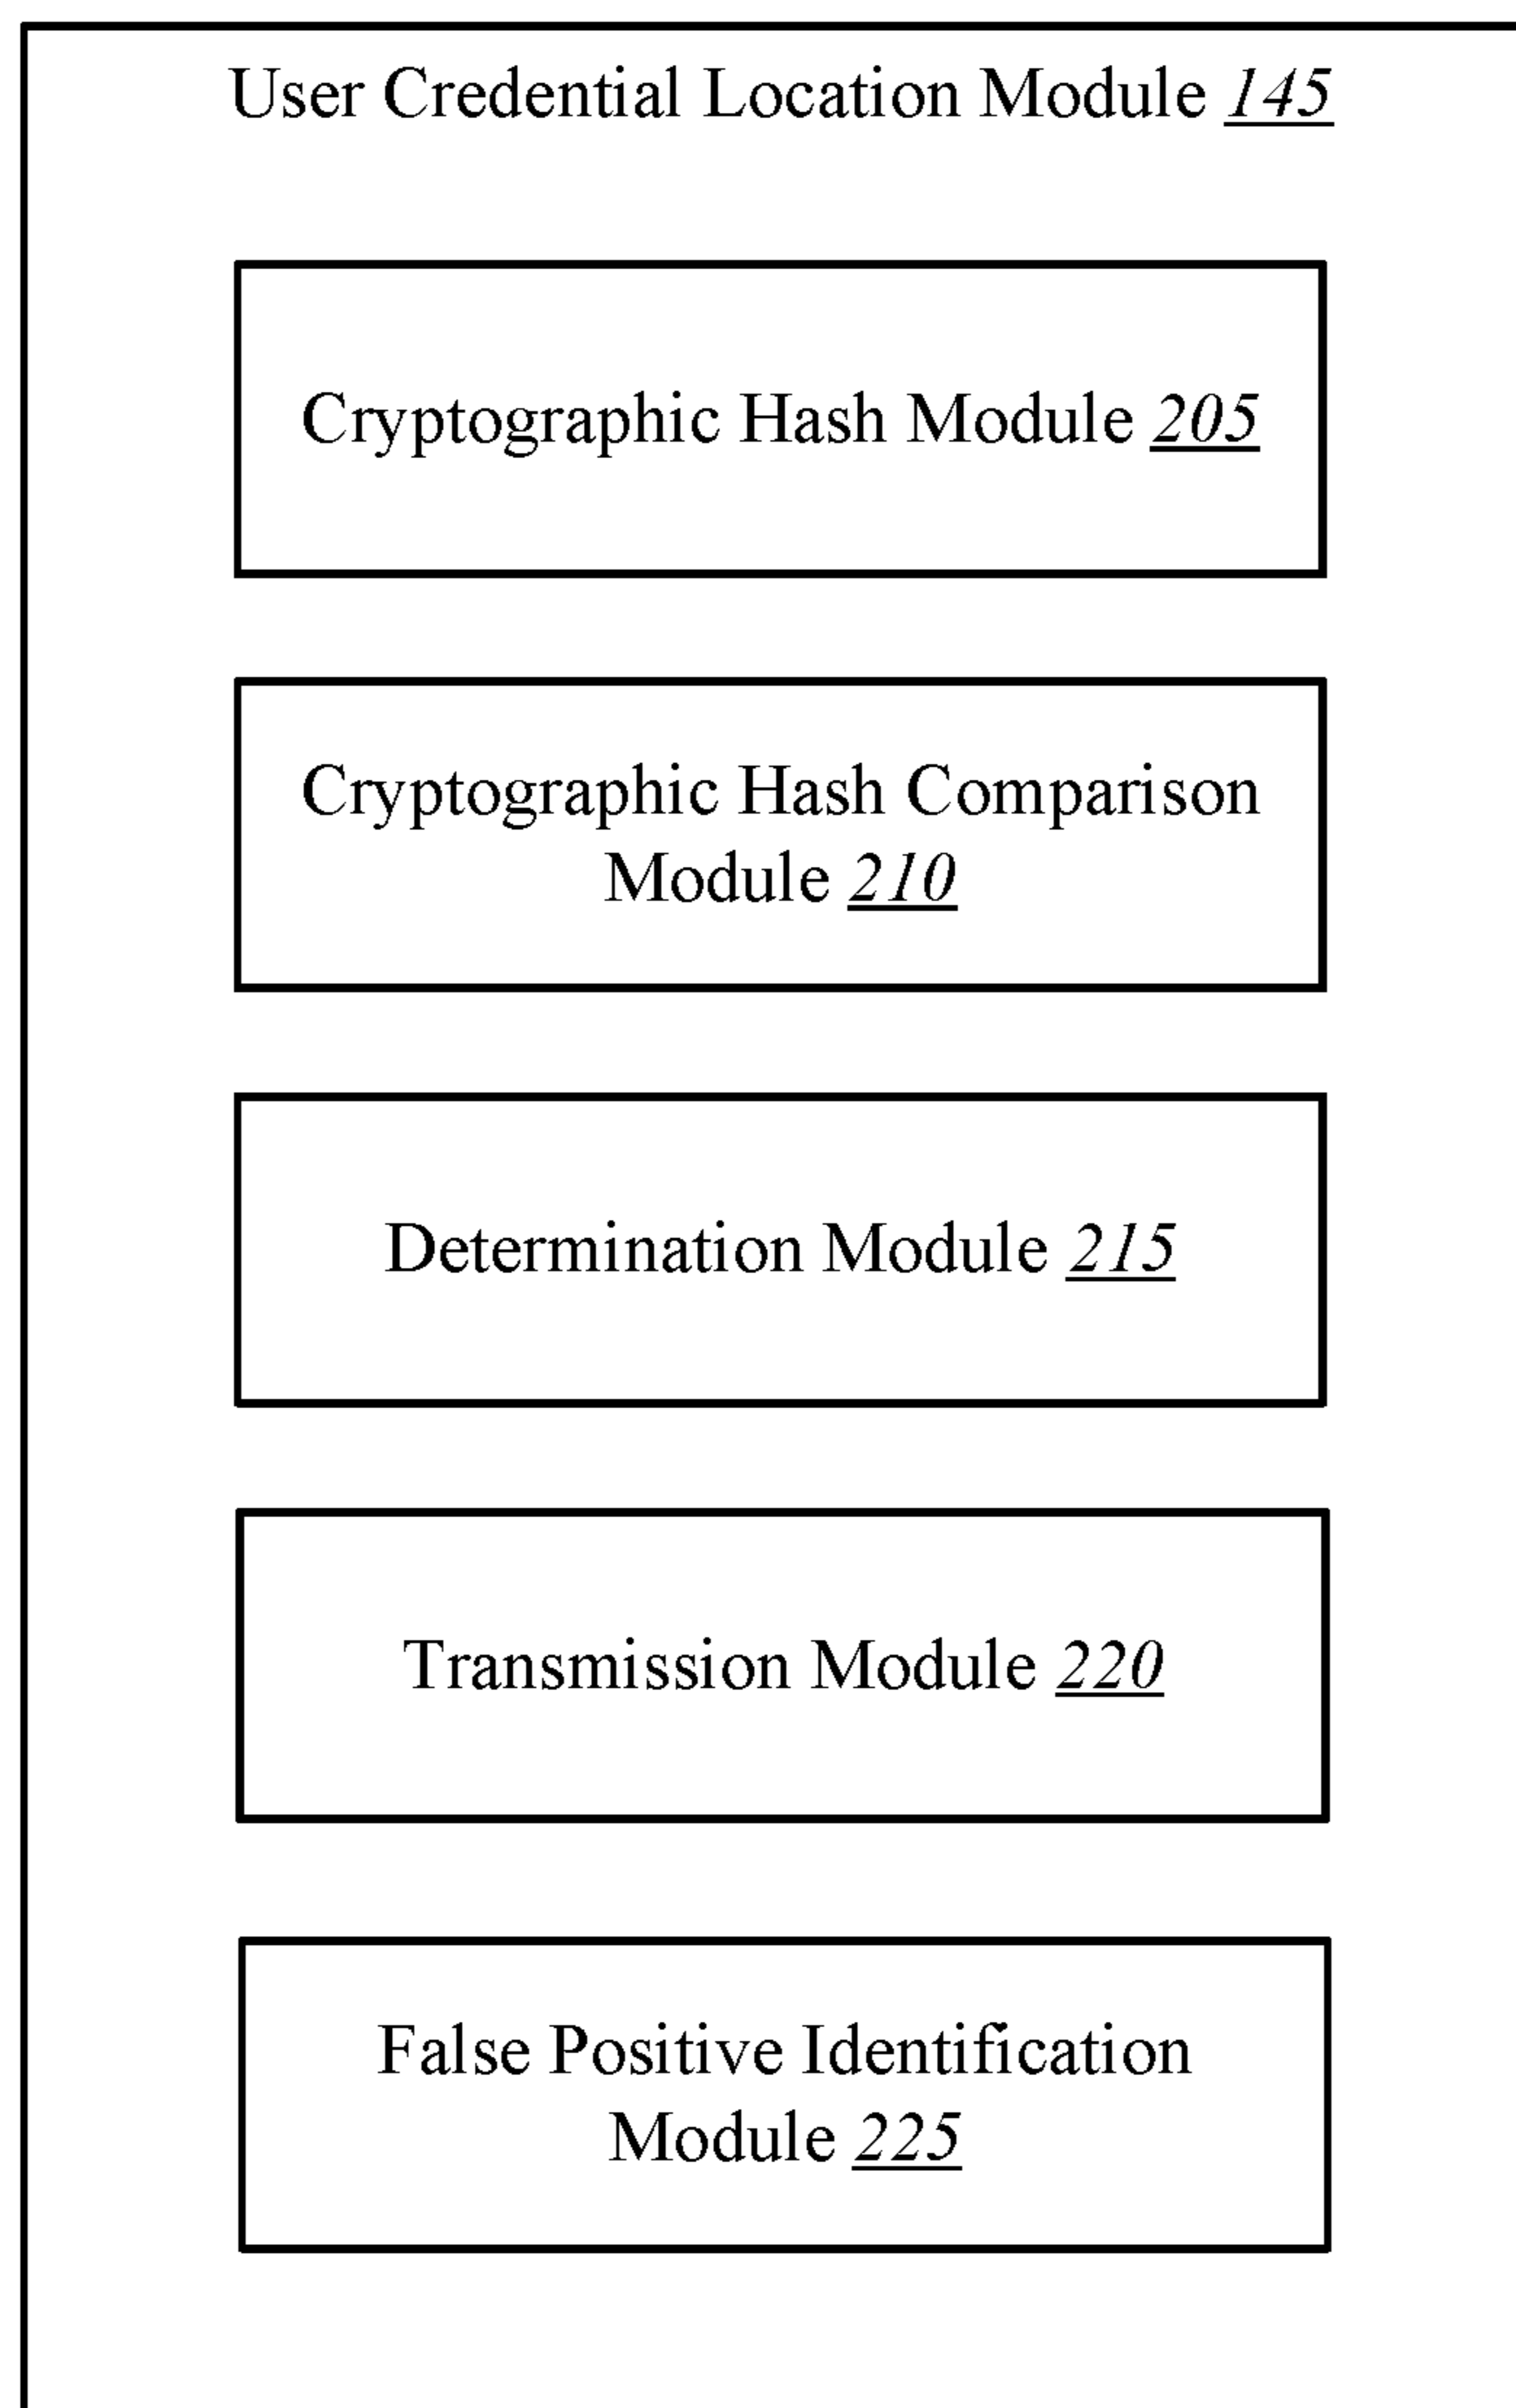 User Credential Location Module 145
Cryptographic Hash Module 205
Cryptographic Hash Comparison
Module 210
Determination Module 215
Transmission Module 220
False Positive Identification
Module 225